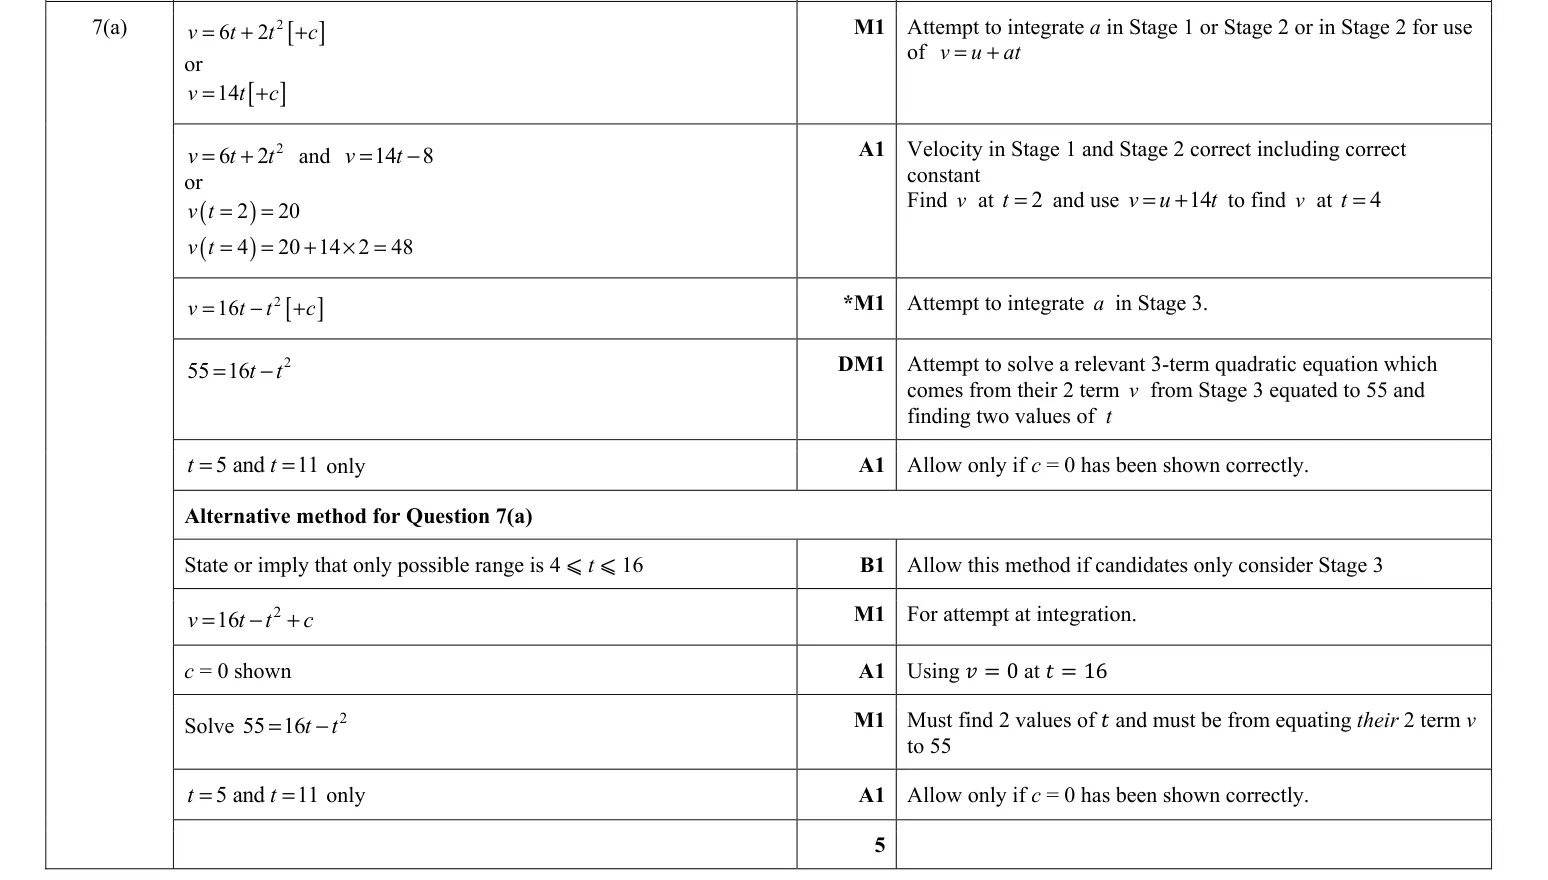 7(a)
v = 6t + 2t² [+c]
or
v = 14t [+c]
M1
Attempt to integrate a in Stage 1 or Stage 2 or in Stage 2 for use
of v = u + at
v = 6t + 2t² and v = 14t − 8
or
v(t = 2) = 20
v(t = 4) = 20 + 14 × 2 = 48
A1
Velocity in Stage 1 and Stage 2 correct including correct
constant
Find v at t = 2 and use v = u + 14t to find v at t = 4
v = 16t − t² [+c]
*M1
Attempt to integrate a in Stage 3.
55 = 16t − t²
DM1
Attempt to solve a relevant 3-term quadratic equation which
comes from their 2 term v from Stage 3 equated to 55 and
finding two values of t
t = 5 and t = 11 only
A1
Allow only if c = 0 has been shown correctly.
Alternative method for Question 7(a)
State or imply that only possible range is 4 ⩽ t ⩽ 16
B1
Allow this method if candidates only consider Stage 3
v = 16t − t² + c
M1
For attempt at integration.
c = 0 shown
A1
Using v = 0 at t = 16
Solve 55 = 16t − t²
M1
Must find 2 values of t and must be from equating their 2 term v
to 55
t = 5 and t = 11 only
A1
Allow only if c = 0 has been shown correctly.
5